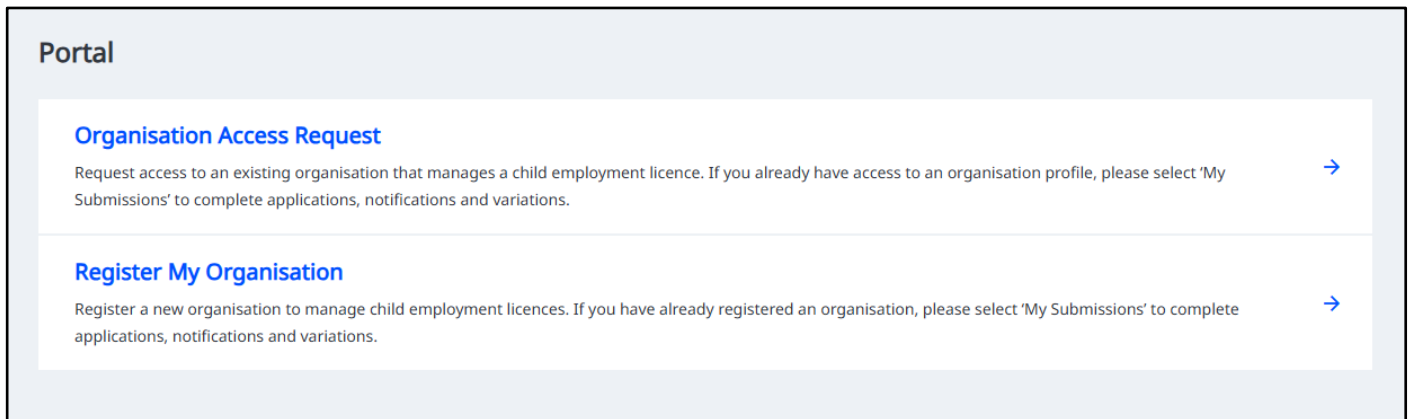 Portal
Organisation Access Request
Request access to an existing organisation that manages a child employment licence. If you already have access to an organisation profile, please select ‘My
Submissions’ to complete applications, notifications and variations.
Register My Organisation
Register a new organisation to manage child employment licences. If you have already registered an organisation, please select ‘My Submissions’ to complete
applications, notifications and variations.